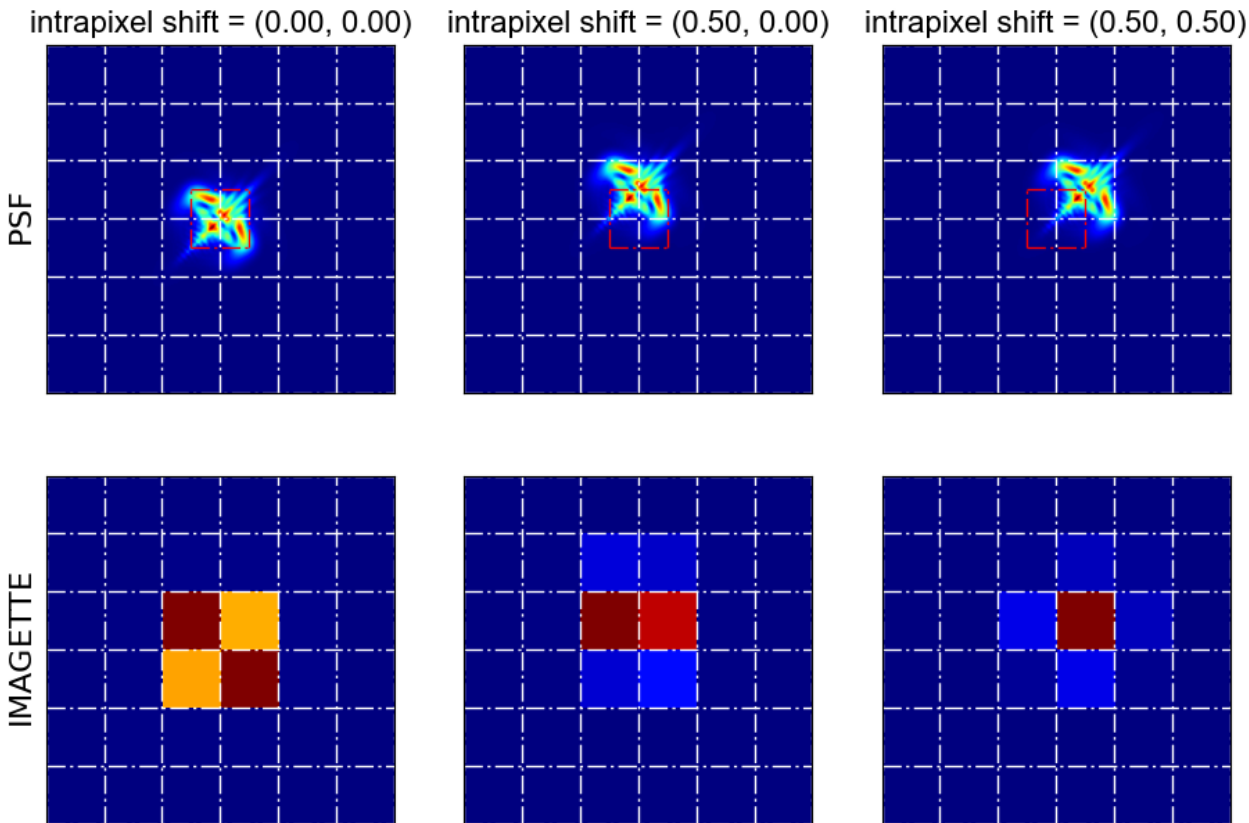 intrapixel shift = (0.00, 0.00)
intrapixel shift = (0.50, 0.00)
intrapixel shift = (0.50, 0.50)
PSF
IMAGETTE